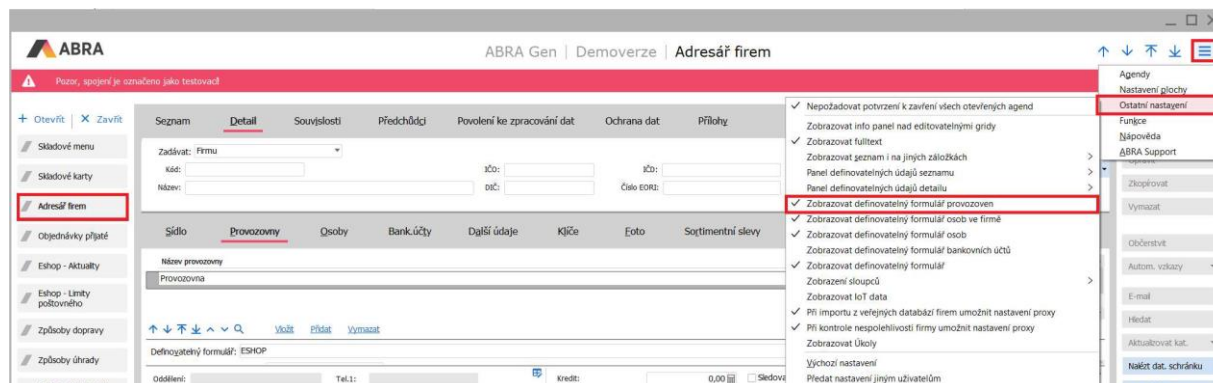 ABRA
ABRA Gen | Demoverze | Adresář firem
Pozor, spojení je označeno jako testovací!
+ Otevřít | X Zavřít
Skladové menu
Skladové karty
Adresář firem
Objednávky přijaté
Eshop - Aktuality
Eshop - Limity
poštovného
Způsoby dopravy
Způsoby úhrady
Seznam Detail Souvislosti Předchůdci Povolení ke zpracování dat Ochrana dat Přílohy
Zadávat: Firmu
Kód: IČO: IČD:
Název: DIČ: Číslo EORI:
Sídlo Provozovny Osoby Bank.účty Další údaje Klíče Foto Sortimentní slevy
Název provozovny
Provozovna
Vložit Přidat Vymazat
Definovatelný formulář: ESHOP
Oddělení: Tel.1: Kredit: 0,00 Sledova
Nepožadovat potvrzení k zavření všech otevřených agend
Zobrazovat info panel nad editovatelnými gridy
Zobrazovat fulltext
Zobrazovat seznam i na jiných záložkách
Panel definovatelných údajů seznamu
Panel definovatelných údajů detailu
Zobrazovat definovatelný formulář provozoven
Zobrazovat definovatelný formulář osob ve firmě
Zobrazovat definovatelný formulář osob
Zobrazovat definovatelný formulář bankovních účtů
Zobrazovat definovatelný formulář
Zobrazení sloupců
Zobrazovat IoT data
Při importu z veřejných databází firem umožnit nastavení proxy
Při kontrole nespolehlivosti firmy umožnit nastavení proxy
Zobrazovat Úkoly
Výchozí nastavení
Předat nastavení jiným uživatelům
Agendy
Nastavení plochy
Ostatní nastavení
Funkce
Nápověda
ABRA Support
Zkopírovat
Vymazat
Občerstvit
Autom. vzkazy
E-mail
Hledat
Aktualizovat kat.
Nalézt dat. schránku